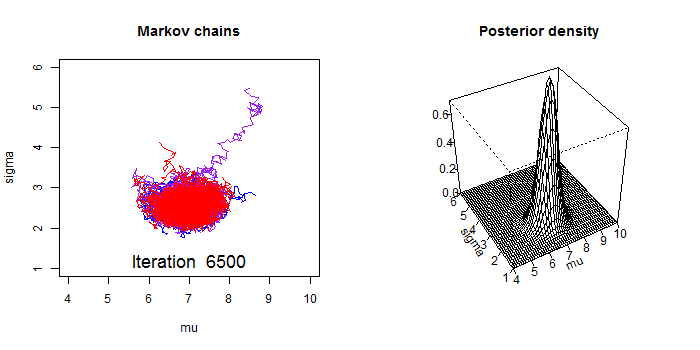 Markov chains
sigma
6
5
4
3
2
1
Iteration 6500
4 5 6 7 8 9 10
mu
Posterior density
0.6
0.4
0.2
0.0
6
5
4
3
2
1
sigma
4 5 6 7 8 9 10
mu